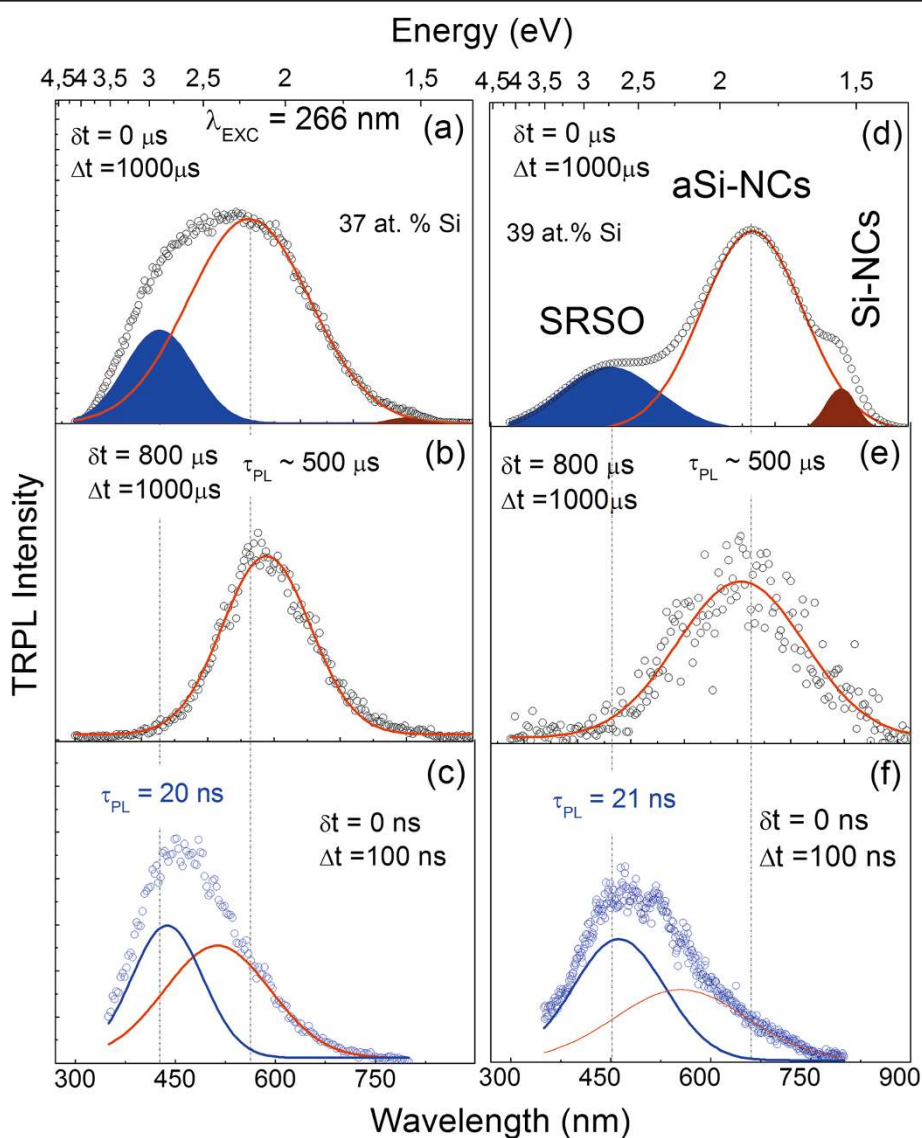 Energy (eV)
4,5 4 3,5 3 2,5 2 1,5
4,5 4 3,5 3 2,5 2 1,5
λEXC = 266 nm
(a)
δt = 0 μs
Δt =1000μs
37 at. % Si
(d)
δt = 0 μs
Δt =1000μs
aSi-NCs
39 at.% Si
SRSO
Si-NCs
(b)
δt = 800 μs
Δt =1000μs
τPL ~ 500 μs
(e)
δt = 800 μs
Δt =1000μs
τPL ~ 500 μs
TRPL Intensity
(c)
τPL = 20 ns
δt = 0 ns
Δt =100 ns
(f)
τPL = 21 ns
δt = 0 ns
Δt =100 ns
300 450 600 750
300 450 600 750 900
Wavelength (nm)